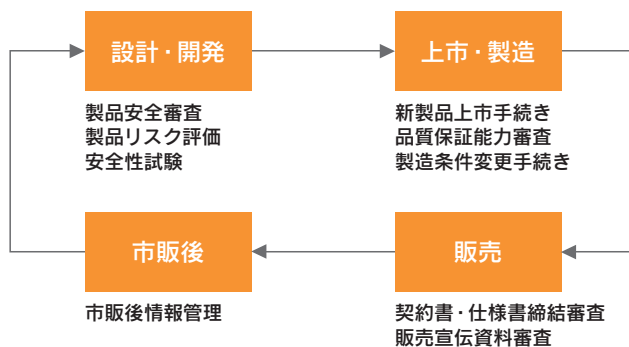 設計・開発
製品安全審査
製品リスク評価
安全性試験
上市・製造
新製品上市手続き
品質保証能力審査
製造条件変更手続き
販売
契約書・仕様書締結審査
販売宣伝資料審査
市販後
市販後情報管理